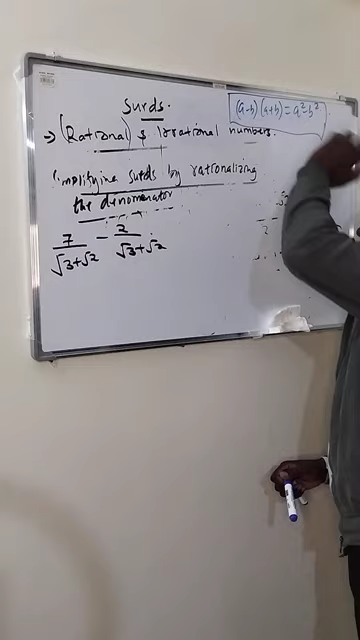 Surds.
(a-b)(a+b) = a²-b²
→ (Rational) & Irrational numbers.
Simplifying surds by rationalizing
the denominator
7/(√3+√2) - 2/(√3+√2)